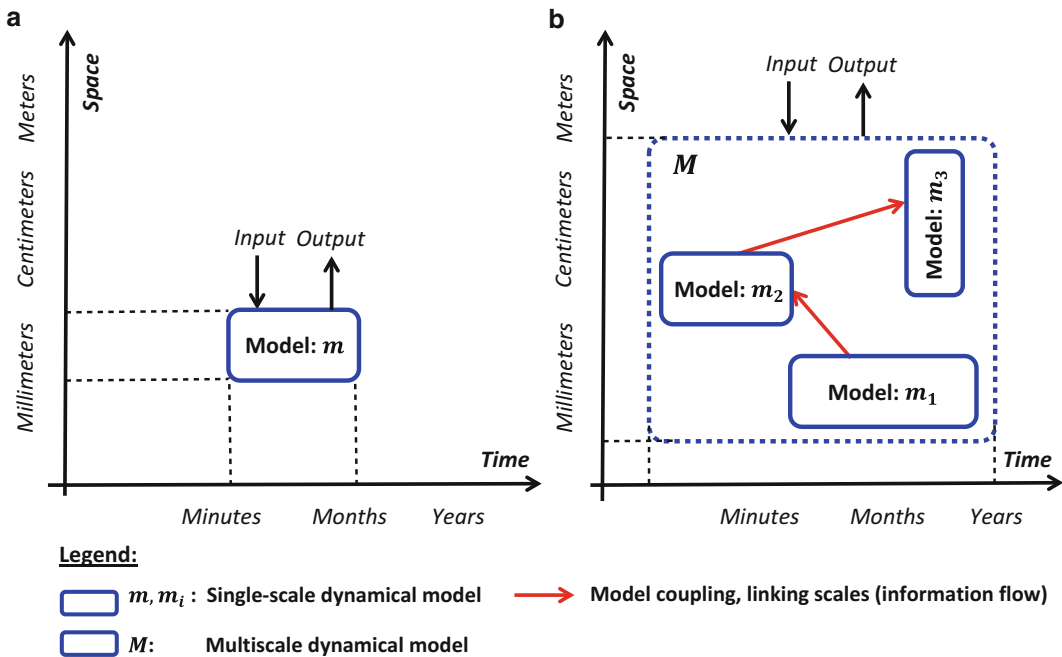 a
Space
Meters
Centimeters
Millimeters
Input Output
Model: m
Time
Minutes Months Years
b
Space
Meters
Centimeters
Millimeters
Input Output
M
Model: m₃
Model: m₂
Model: m₁
Time
Minutes Months Years
Legend:
m, mᵢ : Single-scale dynamical model
Model coupling, linking scales (information flow)
M: Multiscale dynamical model